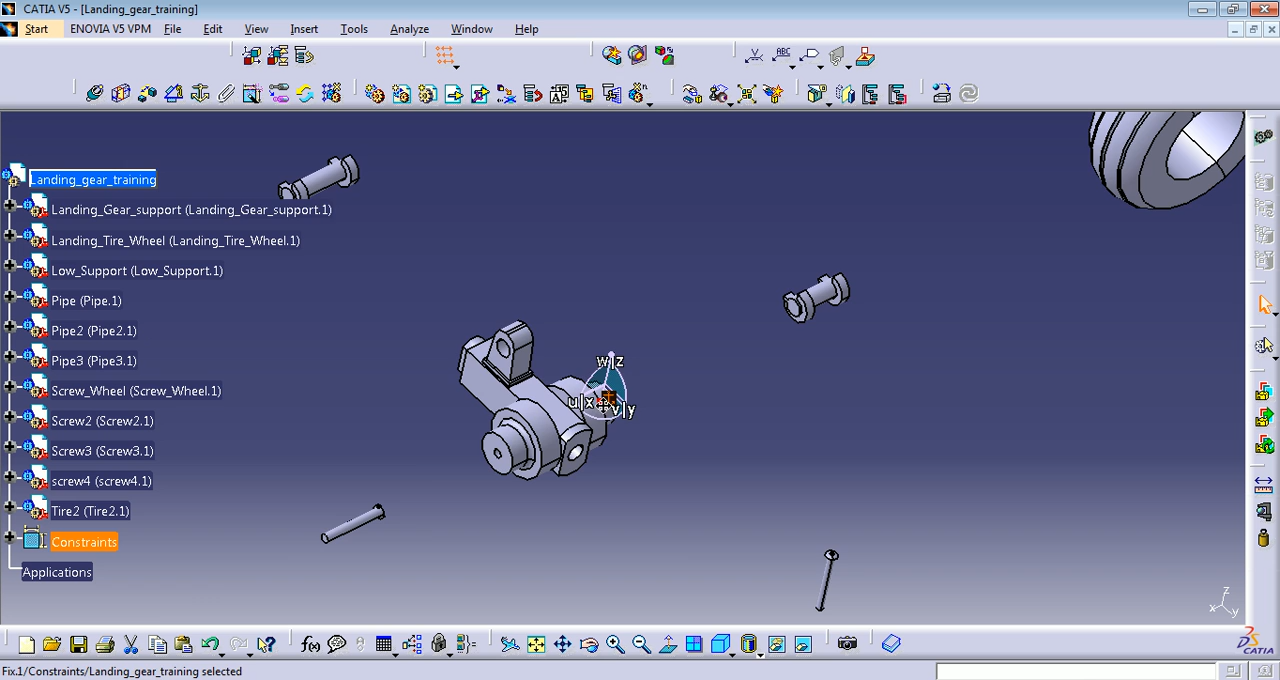 CATIA V5 - [Landing_gear_training]
Start ENOVIA V5 VPM File Edit View Insert Tools Analyze Window Help
ABC
Landing_gear_training
Landing_Gear_support (Landing_Gear_support.1)
Landing_Tire_Wheel (Landing_Tire_Wheel.1)
Low_Support (Low_Support.1)
Pipe (Pipe.1)
Pipe2 (Pipe2.1)
Pipe3 (Pipe3.1)
Screw_Wheel (Screw_Wheel.1)
Screw2 (Screw2.1)
Screw3 (Screw3.1)
screw4 (screw4.1)
Tire2 (Tire2.1)
Constraints
Applications
w|z
u|x
v|y
z
x
y
f(x)
CATIA
Fix.1/Constraints/Landing_gear_training selected